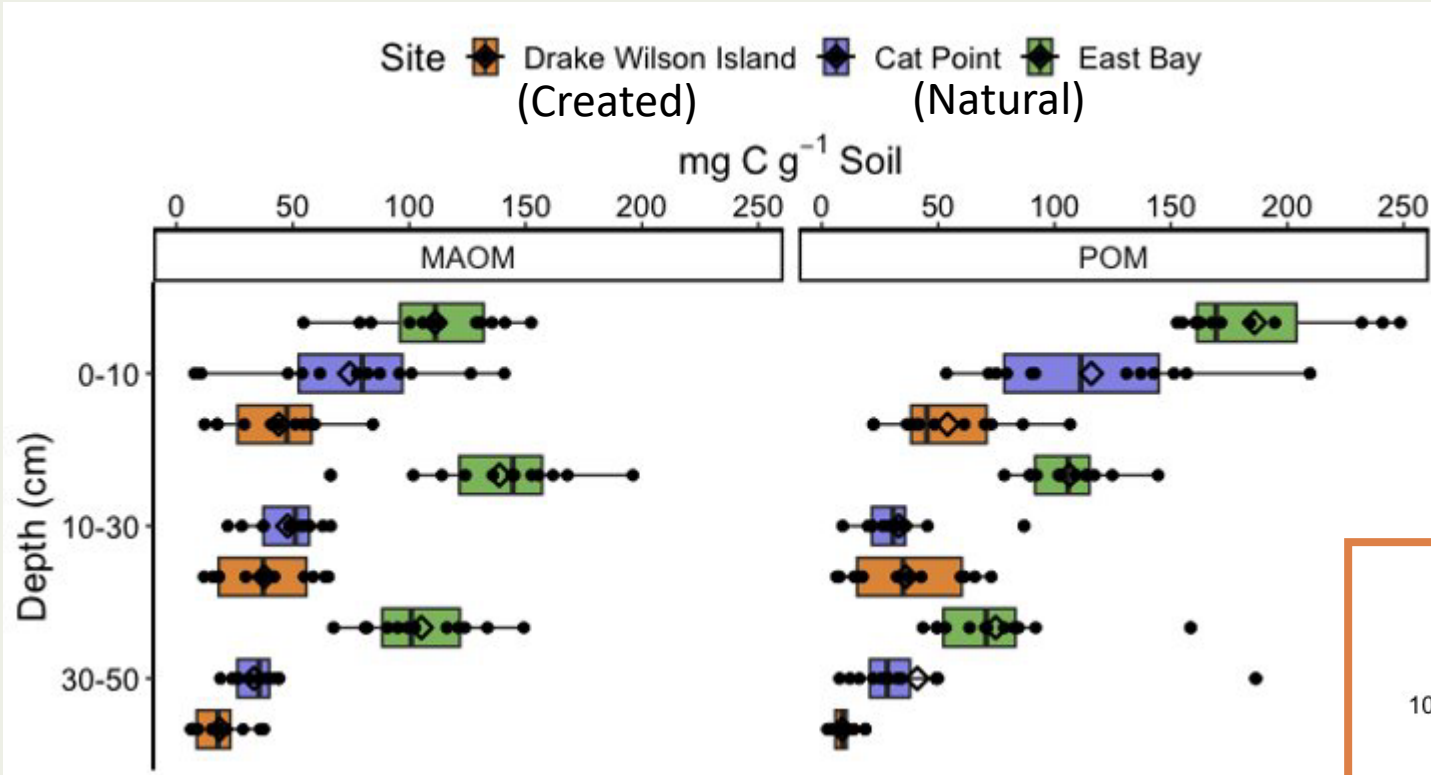 Site Drake Wilson Island Cat Point East Bay
(Created) (Natural)
mg C g⁻¹ Soil
0 50 100 150 200 250 0 50 100 150 200 250
MAOM POM
0-10
10-30
30-50
Depth (cm)
10